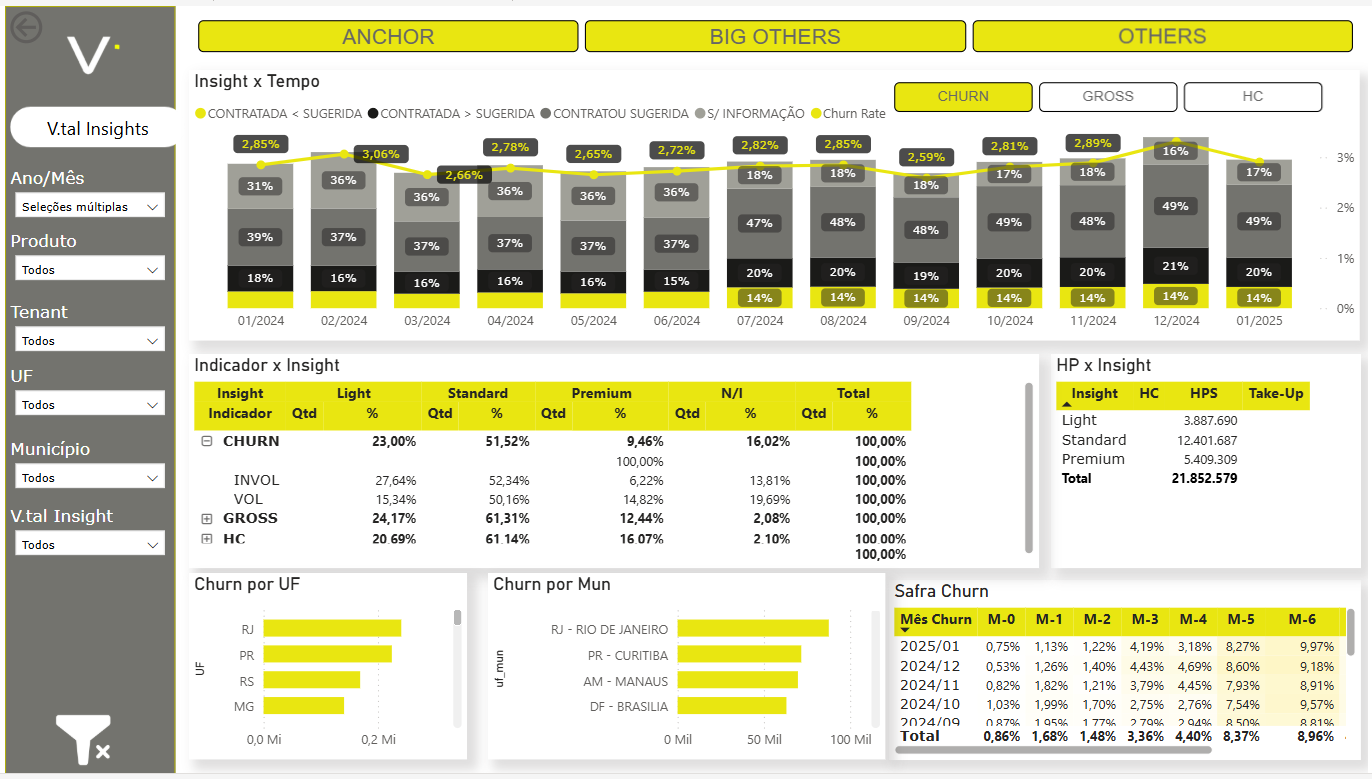 V
ANCHOR BIG OTHERS OTHERS
V.tal Insights
Ano/Mês
Seleções múltiplas
Produto
Todos
Tenant
Todos
UF
Todos
Município
Todos
V.tal Insight
Todos
Insight x Tempo
CHURN GROSS HC
CONTRATADA < SUGERIDA CONTRATADA > SUGERIDA CONTRATOU SUGERIDA S/ INFORMAÇÃO Churn Rate
2,85% 3,06% 2,66% 2,78% 2,65% 2,72% 2,82% 2,85% 2,59% 2,81% 2,89% 16% 3%
31% 36% 36% 36% 36% 36% 18% 18% 18% 17% 18% 49% 17% 2%
39% 37% 37% 37% 37% 37% 47% 48% 48% 49% 48% 21% 49% 1%
18% 16% 16% 16% 16% 15% 20% 20% 19% 20% 20% 14% 20%
14% 14% 14% 14% 14% 14% 0%
01/2024 02/2024 03/2024 04/2024 05/2024 06/2024 07/2024 08/2024 09/2024 10/2024 11/2024 12/2024 01/2025
Indicador x Insight
Insight Light Standard Premium N/I Total
Indicador Qtd % Qtd % Qtd % Qtd % Qtd %
CHURN 23,00% 51,52% 9,46% 16,02% 100,00%
100,00% 100,00%
INVOL 27,64% 52,34% 6,22% 13,81% 100,00%
VOL 15,34% 50,16% 14,82% 19,69% 100,00%
GROSS 24,17% 61,31% 12,44% 2,08% 100,00%
HC 20,69% 61,14% 16,07% 2,10% 100,00%
100,00%
HP x Insight
Insight HC HPS Take-Up
Light 3.887.690
Standard 12.401.687
Premium 5.409.309
Total 21.852.579
Churn por UF
UF
RJ
PR
RS
MG
0,0 Mi 0,2 Mi
Churn por Mun
uf_mun
RJ - RIO DE JANEIRO
PR - CURITIBA
AM - MANAUS
DF - BRASILIA
0 Mil 50 Mil 100 Mil
Safra Churn
Mês Churn M-0 M-1 M-2 M-3 M-4 M-5 M-6
2025/01 0,75% 1,13% 1,22% 4,19% 3,18% 8,27% 9,97%
2024/12 0,53% 1,26% 1,40% 4,43% 4,69% 8,60% 9,18%
2024/11 0,82% 1,82% 1,21% 3,79% 4,45% 7,93% 8,91%
2024/10 1,03% 1,99% 1,70% 2,75% 2,76% 7,54% 9,57%
2024/09 0,87% 1,95% 1,77% 2,79% 2,94% 8,50% 8,81%
Total 0,86% 1,68% 1,48% 3,36% 4,40% 8,37% 8,96%